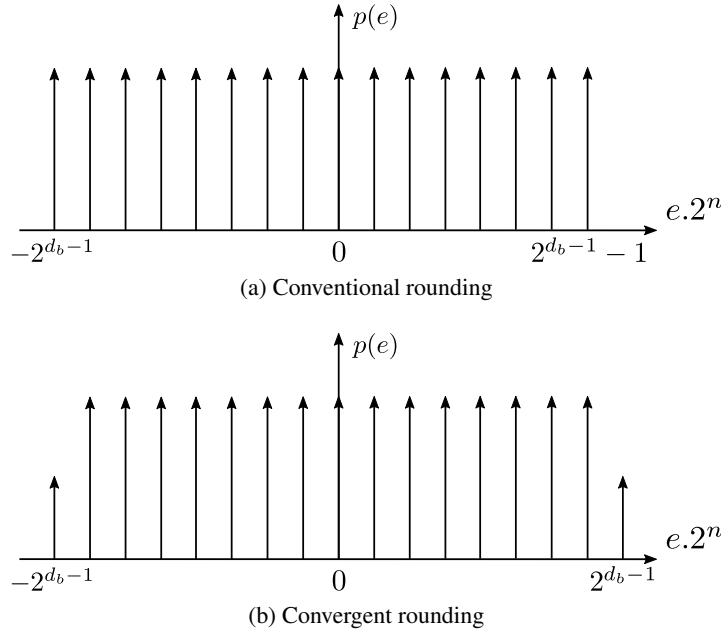 p(e)
e.2^n
−2^{d_b−1}
0
2^{d_b−1} − 1
(a) Conventional rounding
p(e)
e.2^n
−2^{d_b−1}
0
2^{d_b−1}
(b) Convergent rounding